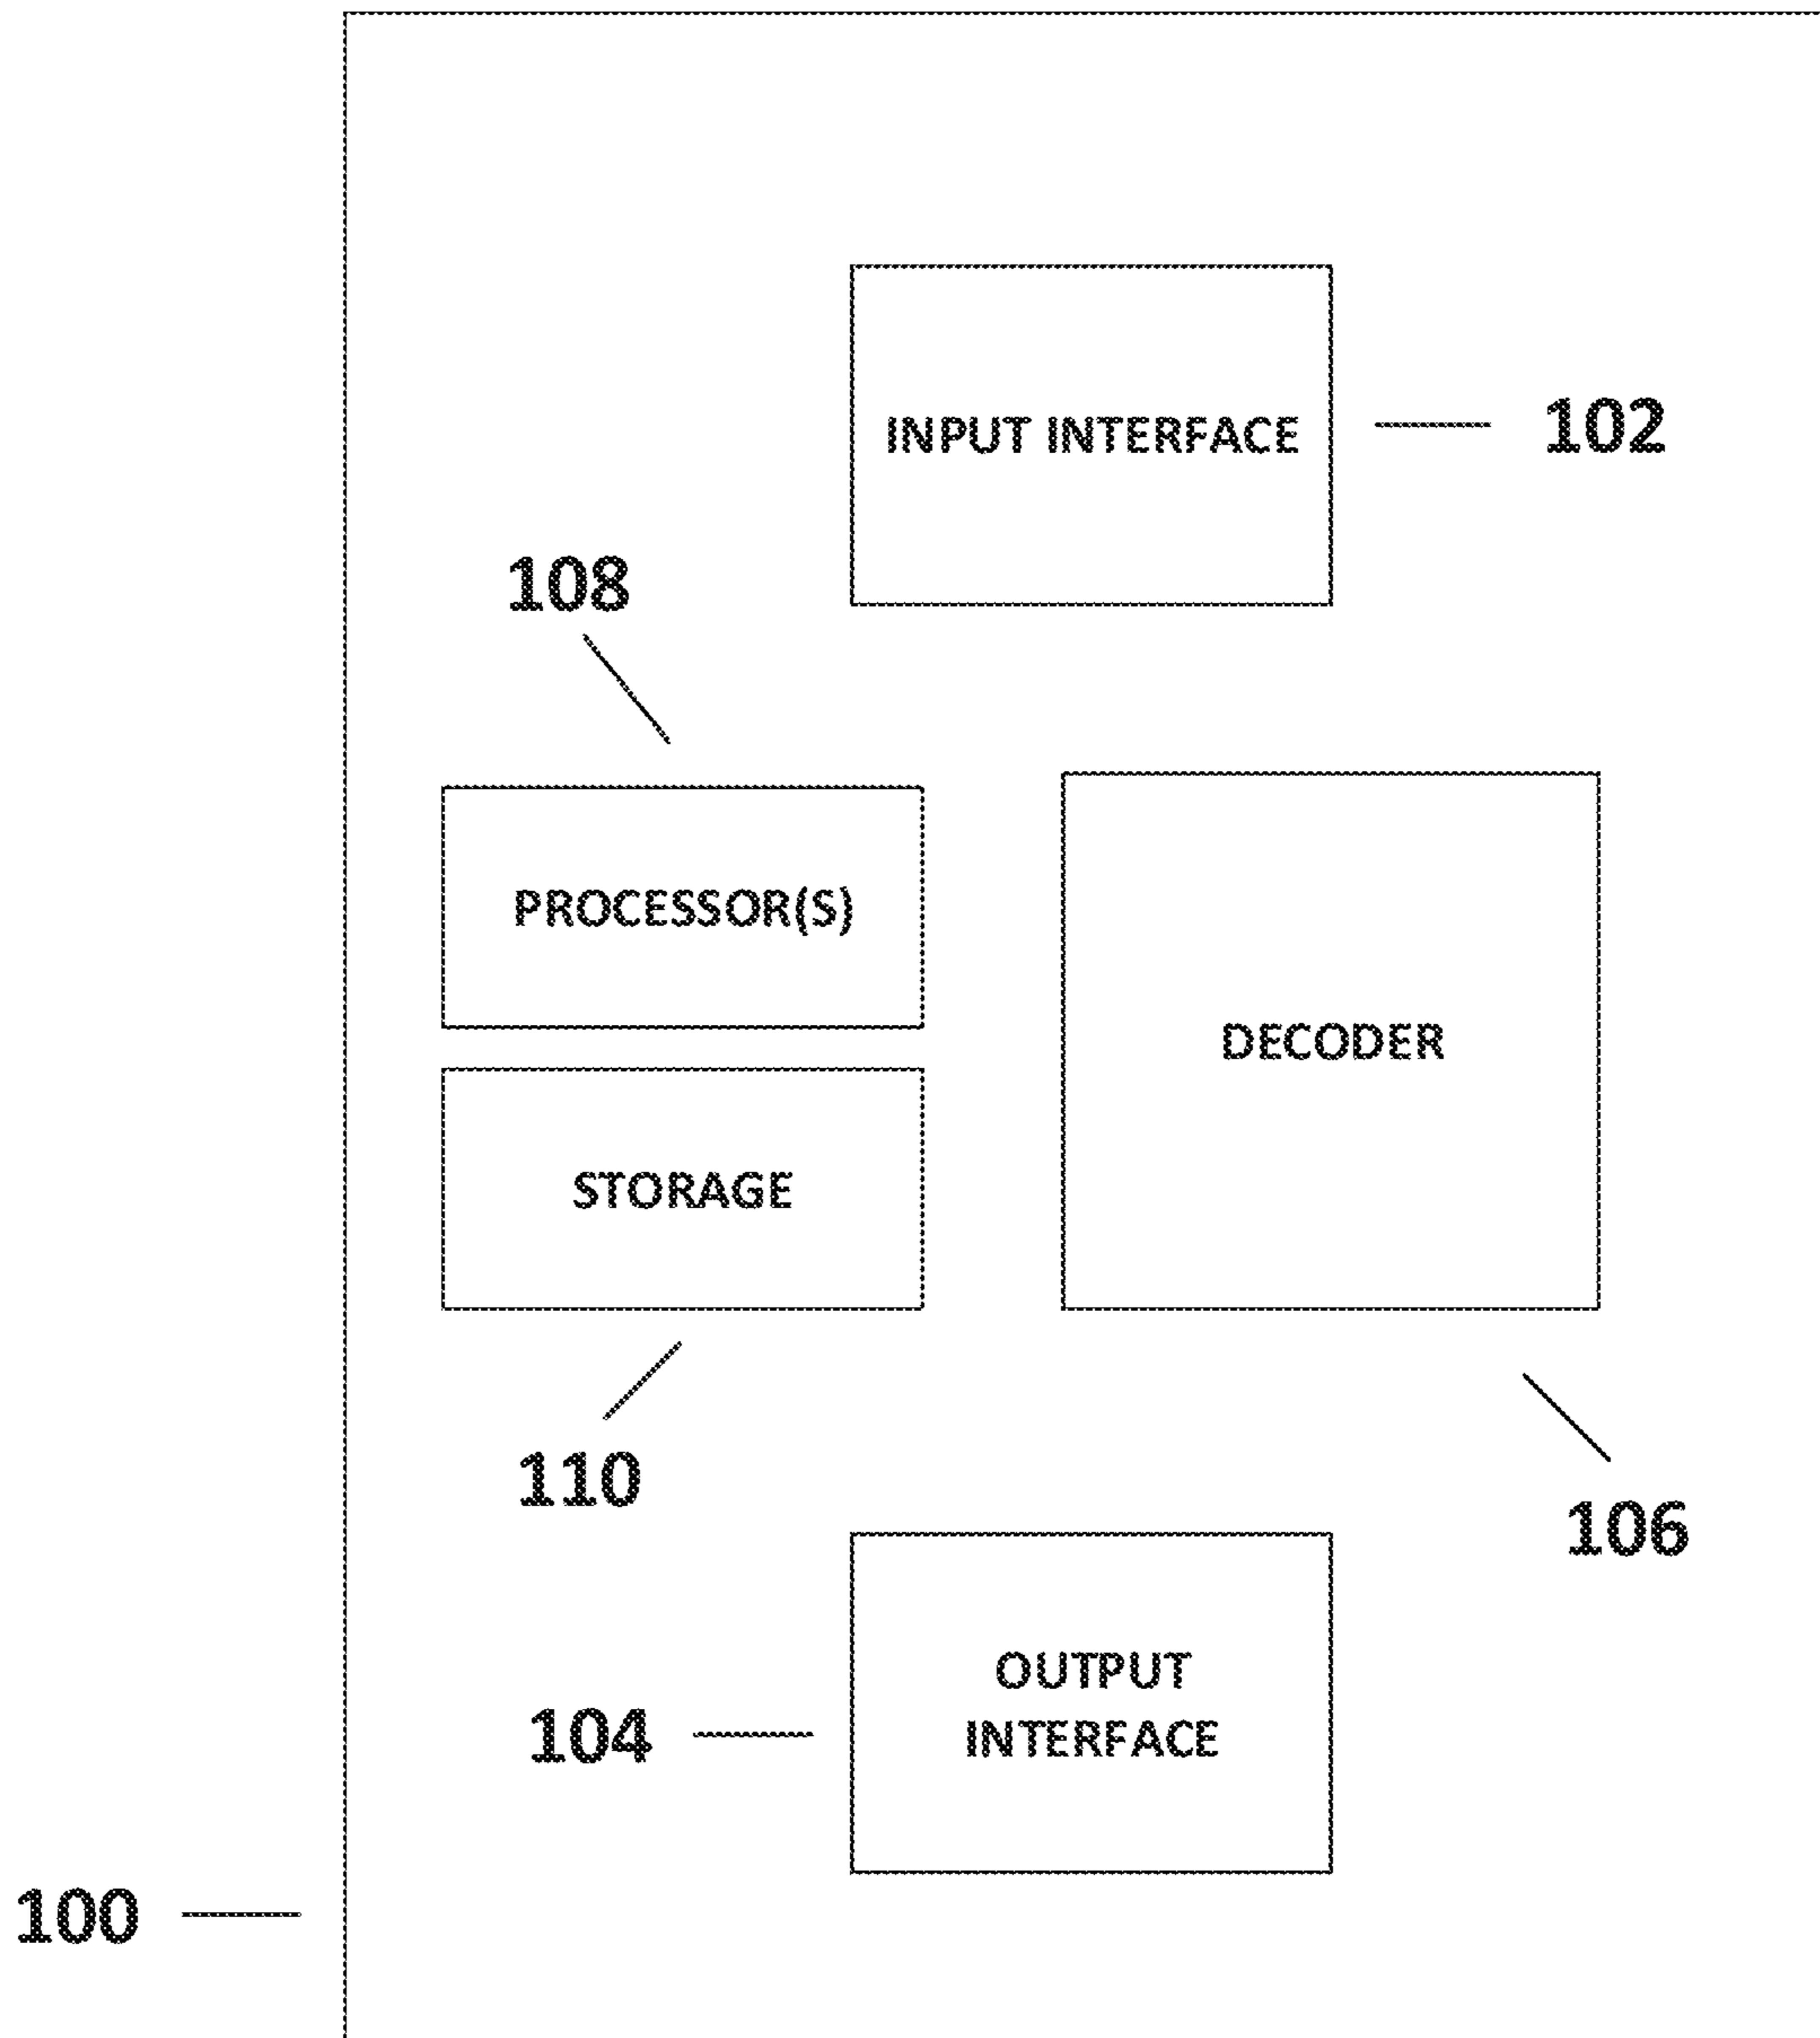 INPUT INTERFACE
102
108
PROCESSOR(S)
DECODER
STORAGE
110
106
OUTPUT
INTERFACE
104
100